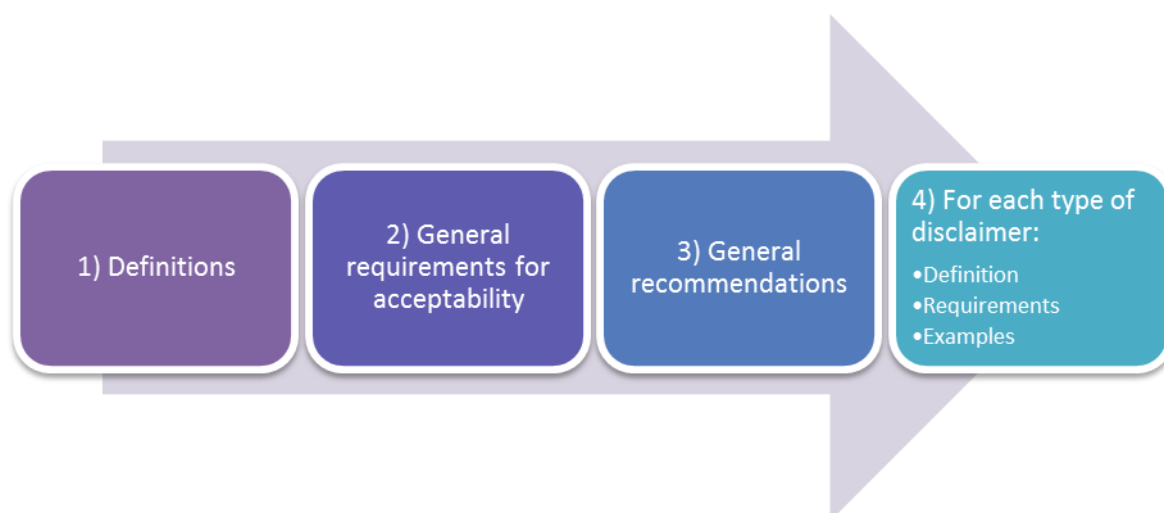 1) Definitions
2) General
requirements for
acceptability
3) General
recommendations
4) For each type of
disclaimer:
•Definition
•Requirements
•Examples